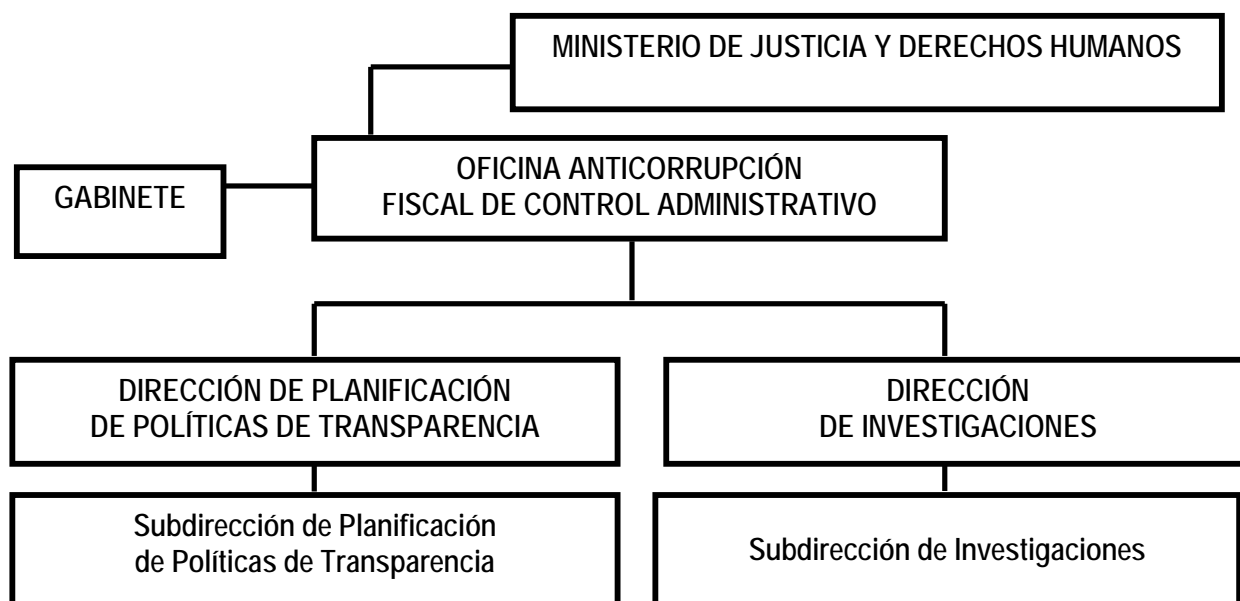 MINISTERIO DE JUSTICIA Y DERECHOS HUMANOS
OFICINA ANTICORRUPCIÓN
FISCAL DE CONTROL ADMINISTRATIVO
GABINETE
DIRECCIÓN DE PLANIFICACIÓN
DE POLÍTICAS DE TRANSPARENCIA
DIRECCIÓN
DE INVESTIGACIONES
Subdirección de Planificación
de Políticas de Transparencia
Subdirección de Investigaciones